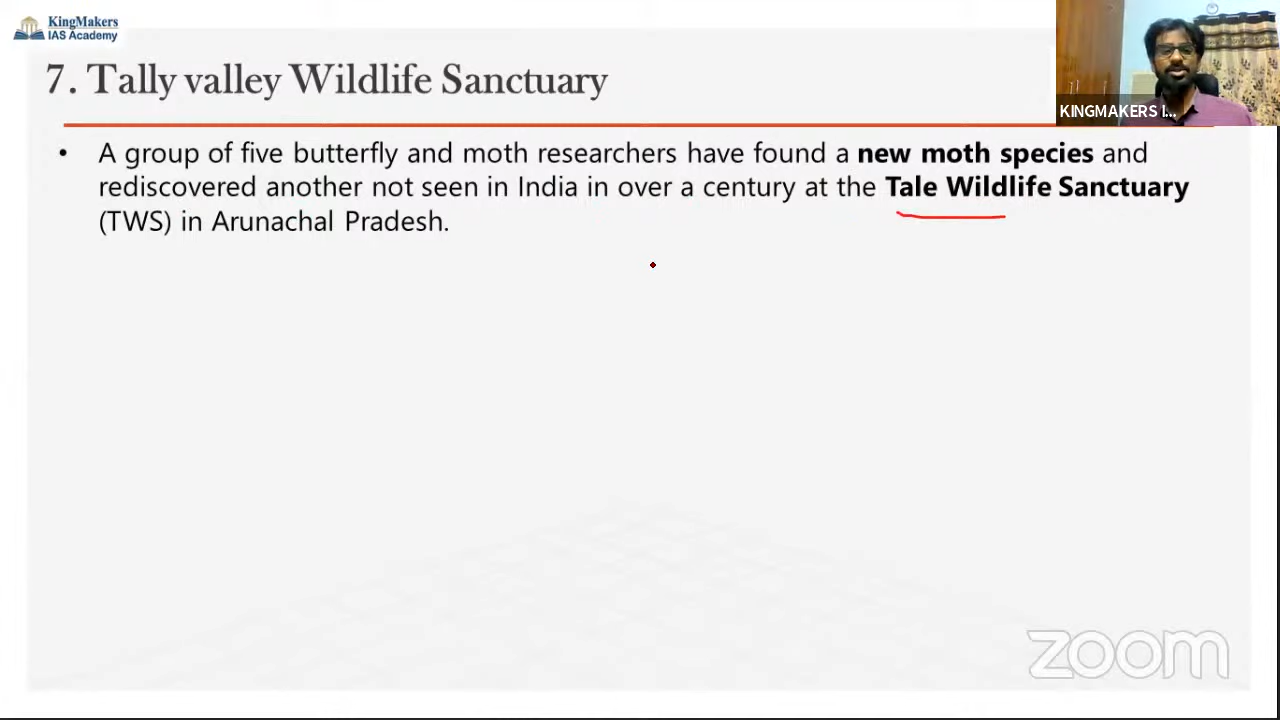 KingMakers
IAS Academy
7. Tally valley Wildlife Sanctuary
KINGMAKERS I...
• A group of five butterfly and moth researchers have found a new moth species and
rediscovered another not seen in India in over a century at the Tale Wildlife Sanctuary
(TWS) in Arunachal Pradesh.
zoom